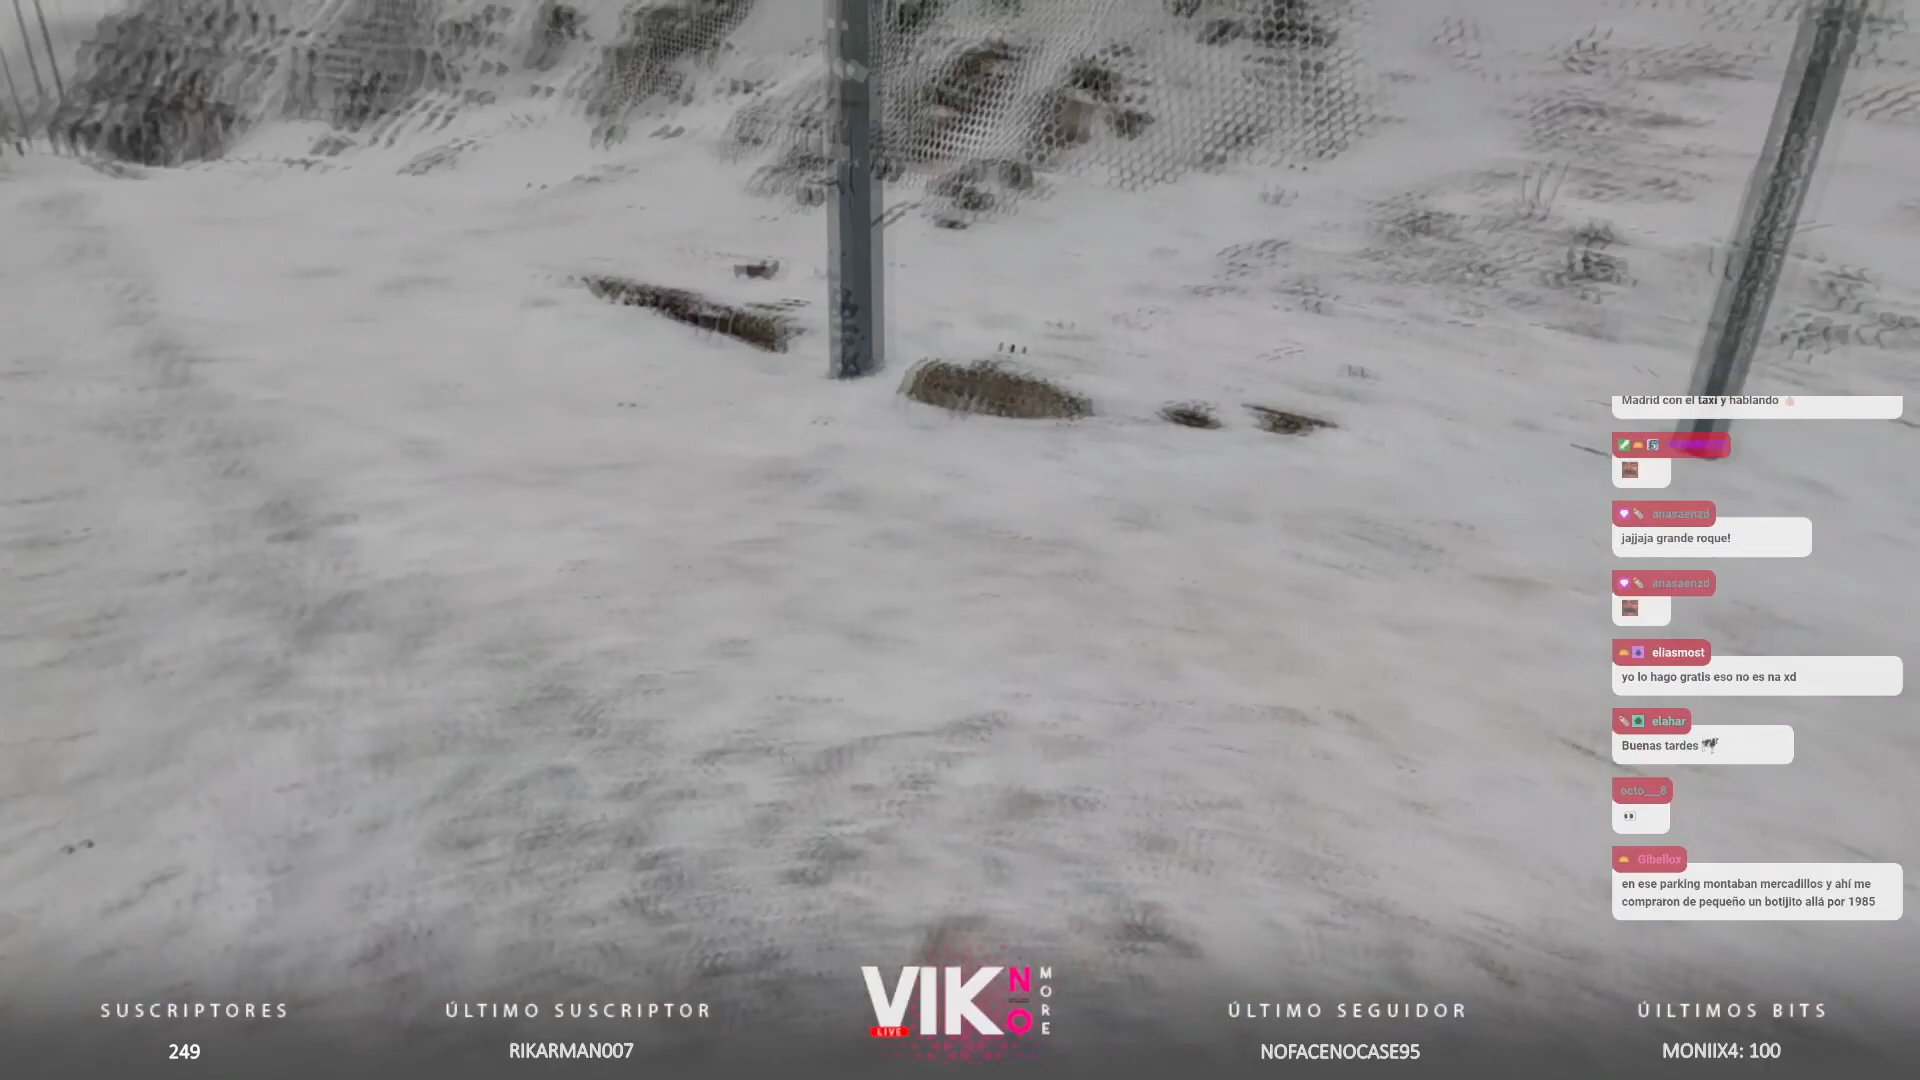 Madrid con el taxi y hablando
anasaenzd
jajjaja grande roque!
anasaenzd
eliasmost
yo lo hago gratis eso no es na xd
elahar
Buenas tardes
octo___8
Gibellux
en ese parking montaban mercadillos y ahí me
compraron de pequeño un botijito allá por 1985
SUSCRIPTORES
249
ÚLTIMO SUSCRIPTOR
RIKARMAN007
VIK
NO
MORE
LIVE
ÚLTIMO SEGUIDOR
NOFACENOCASE95
ÚILTIMOS BITS
MONIIX4: 100